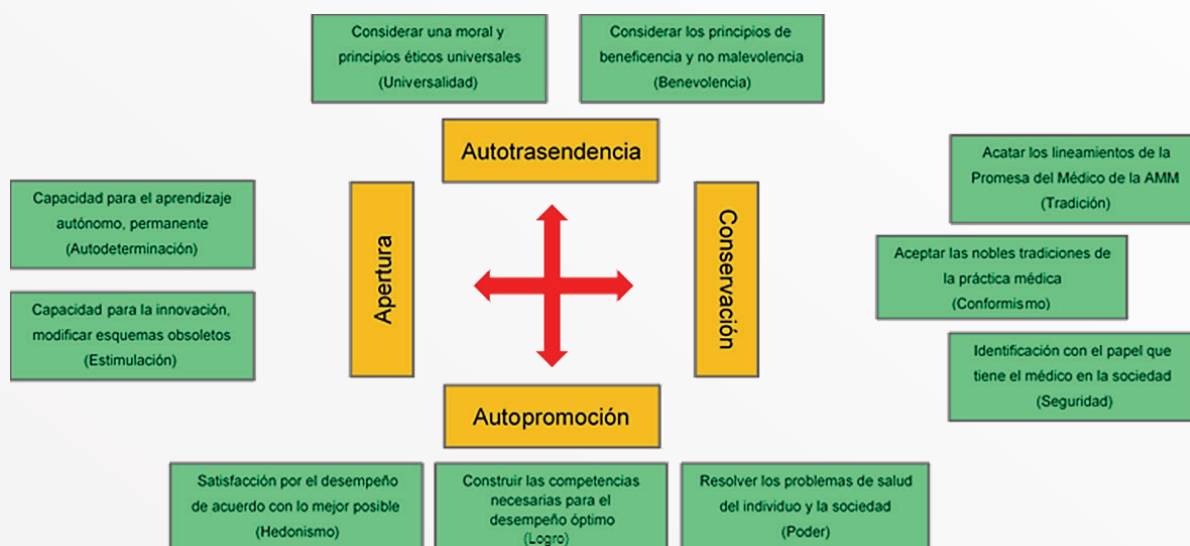 Considerar una moral y
principios éticos universales
(Universalidad)
Considerar los principios de
beneficencia y no malevolencia
(Benevolencia)
Autotrasendencia
Capacidad para el aprendizaje
autónomo, permanente
(Autodeterminación)
Capacidad para la innovación,
modificar esquemas obsoletos
(Estimulación)
Apertura
Conservación
Acatar los lineamientos de la
Promesa del Médico de la AMM
(Tradición)
Aceptar las nobles tradiciones de
la práctica médica
(Conformismo)
Identificación con el papel que
tiene el médico en la sociedad
(Seguridad)
Autopromoción
Satisfacción por el desempeño
de acuerdo con lo mejor posible
(Hedonismo)
Construir las competencias
necesarias para el
desempeño óptimo
(Logro)
Resolver los problemas de salud
del individuo y la sociedad
(Poder)